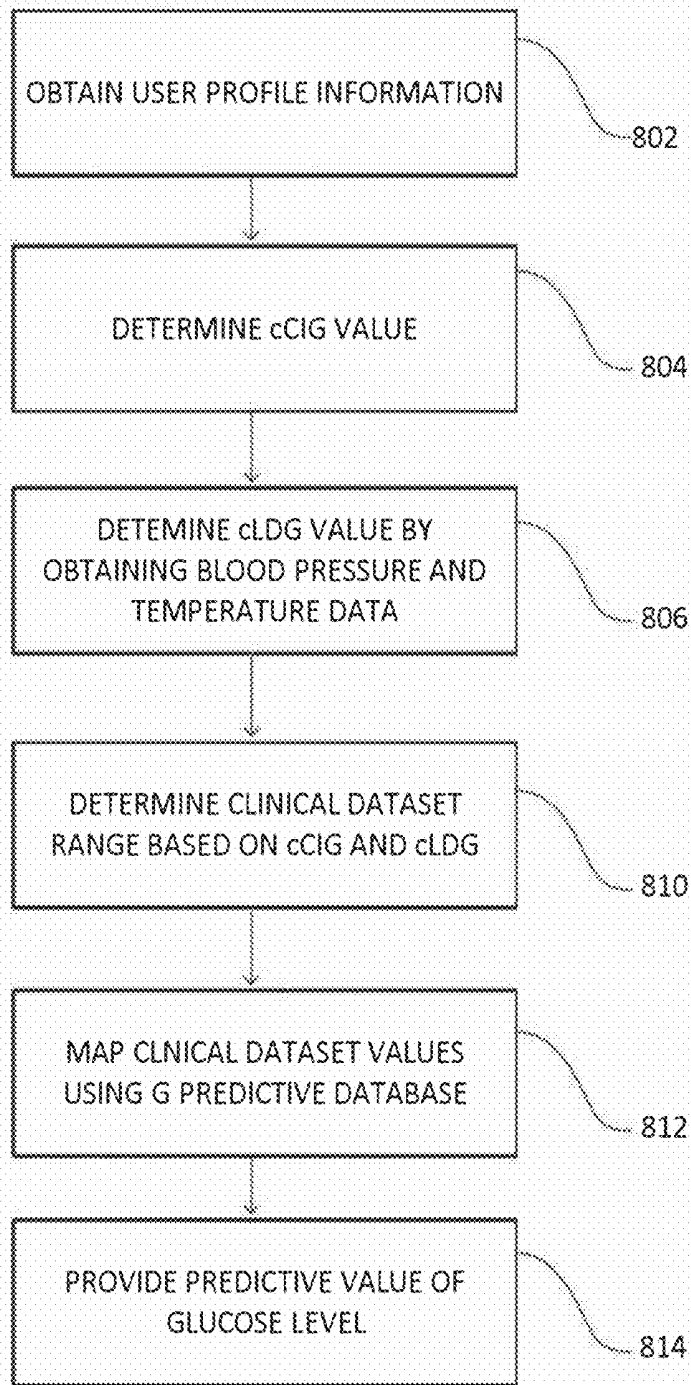 OBTAIN USER PROFILE INFORMATION
802
DETERMINE cCIG VALUE
804
DETEMINE cLDG VALUE BY
OBTAINING BLOOD PRESSURE AND
TEMPERATURE DATA
806
DETERMINE CLINICAL DATASET
RANGE BASED ON cCIG AND cLDG
810
MAP CLNICAL DATASET VALUES
USING G PREDICTIVE DATABASE
812
PROVIDE PREDICTIVE VALUE OF
GLUCOSE LEVEL
814